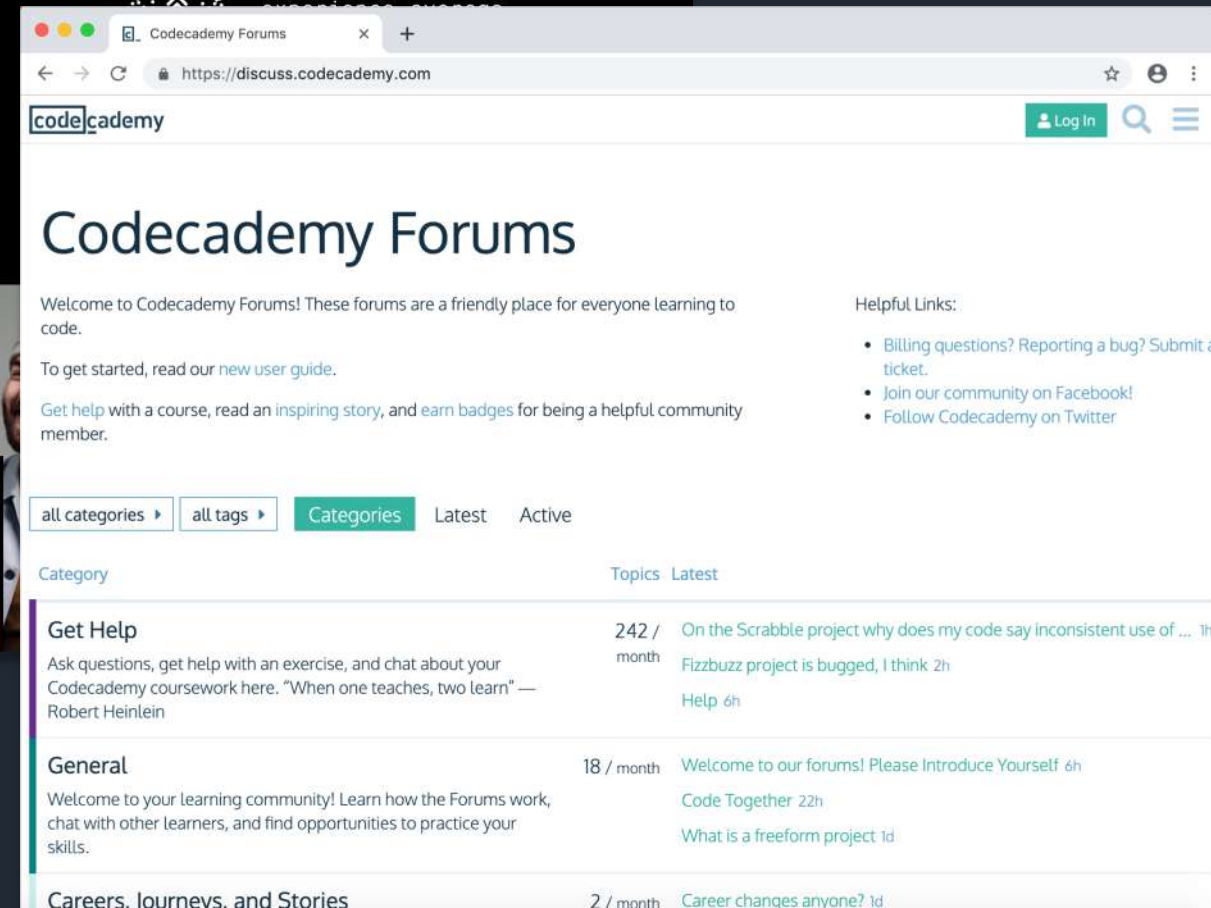 experience average
Codecademy Forums
https://discuss.codecademy.com
codecademy
Log In
Codecademy Forums
Welcome to Codecademy Forums! These forums are a friendly place for everyone learning to
code.
To get started, read our new user guide.
Get help with a course, read an inspiring story, and earn badges for being a helpful community
member.
Helpful Links:
• Billing questions? Reporting a bug? Submit a
ticket.
• Join our community on Facebook!
• Follow Codecademy on Twitter
all categories all tags Categories Latest Active
Category Topics Latest
Get Help 242 / month
Ask questions, get help with an exercise, and chat about your
Codecademy coursework here. “When one teaches, two learn” —
Robert Heinlein
On the Scrabble project why does my code say inconsistent use of ... 1h
Fizzbuzz project is bugged, I think 2h
Help 6h
General 18 / month
Welcome to your learning community! Learn how the Forums work,
chat with other learners, and find opportunities to practice your
skills.
Welcome to our forums! Please Introduce Yourself 6h
Code Together 22h
What is a freeform project 1d
Careers, Journeys, and Stories 2 / month Career changes anyone? 1d